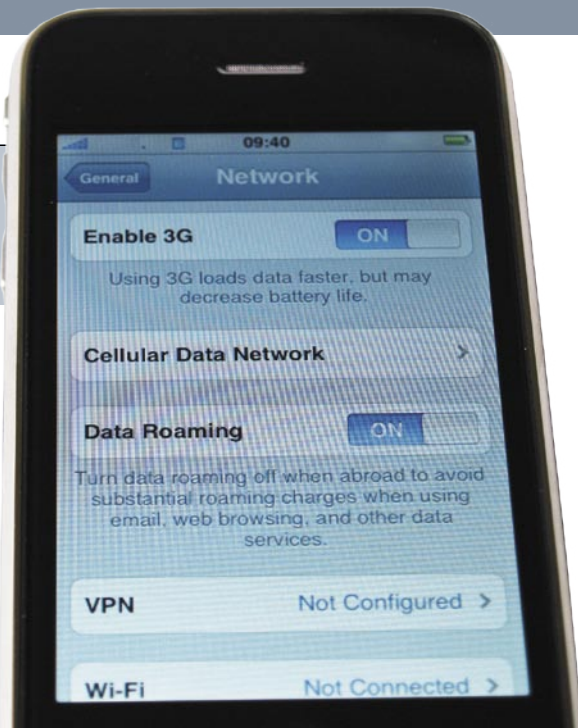 09:40
General
Network
Enable 3G
ON
Using 3G loads data faster, but may
decrease battery life.
Cellular Data Network
Data Roaming
ON
Turn data roaming off when abroad to avoid
substantial roaming charges when using
email, web browsing, and other data
services.
VPN
Not Configured
Wi-Fi
Not Connected